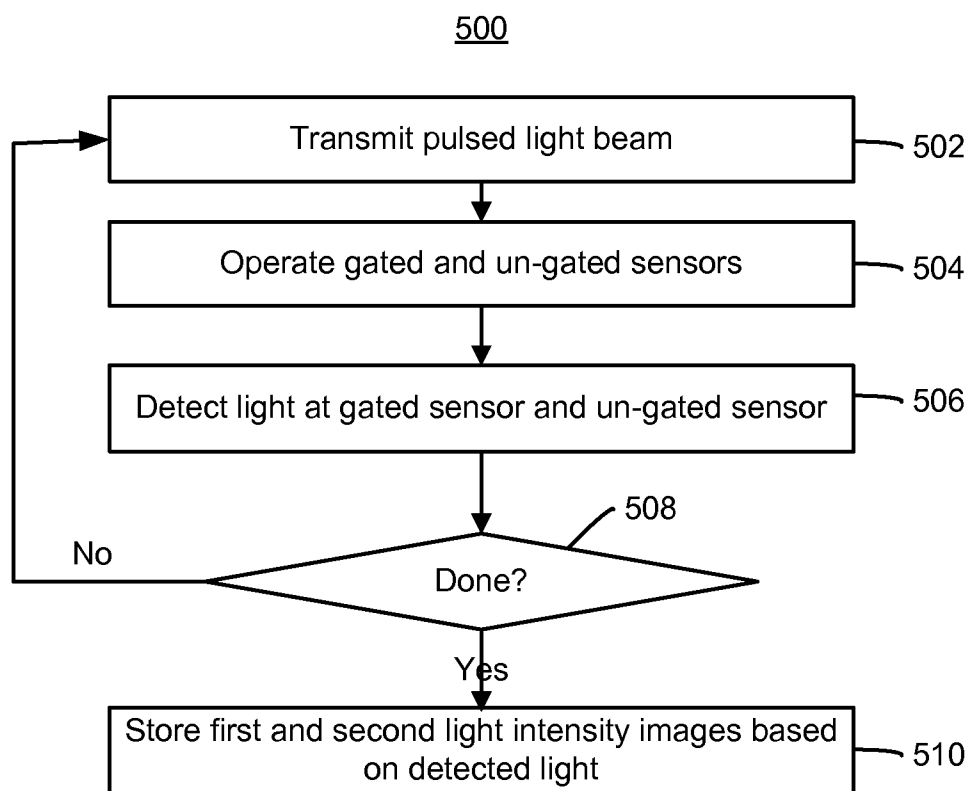 500
Transmit pulsed light beam
502
Operate gated and un-gated sensors
504
Detect light at gated sensor and un-gated sensor
506
508
No
Done?
Yes
Store first and second light intensity images based
on detected light
510